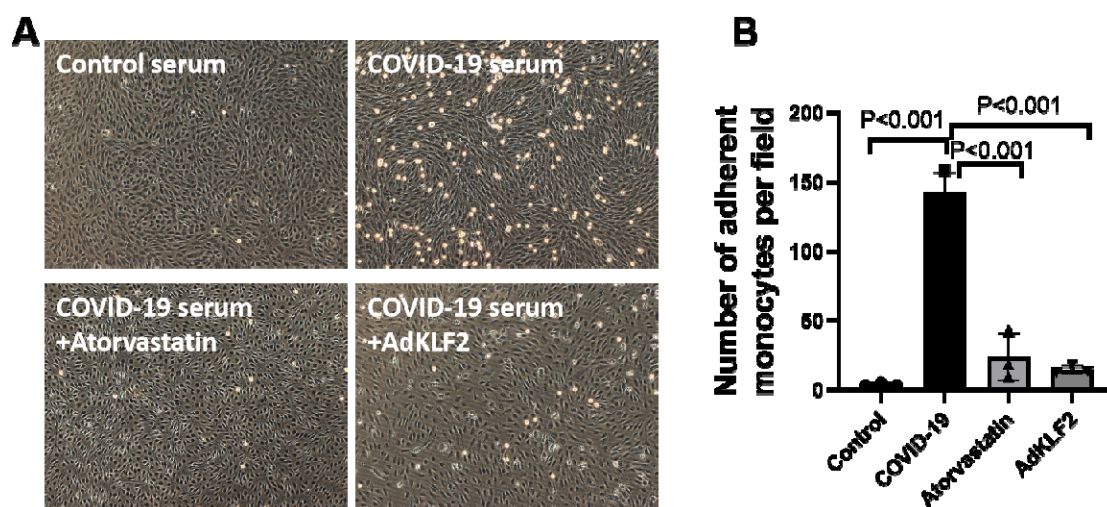 A
Control serum
COVID-19 serum
COVID-19 serum
+Atorvastatin
COVID-19 serum
+AdKLF2
B
Number of adherent
monocytes per field
200
150
100
50
0
P<0.001
P<0.001
P<0.001
Control
COVID-19
Atorvastatin
AdKLF2